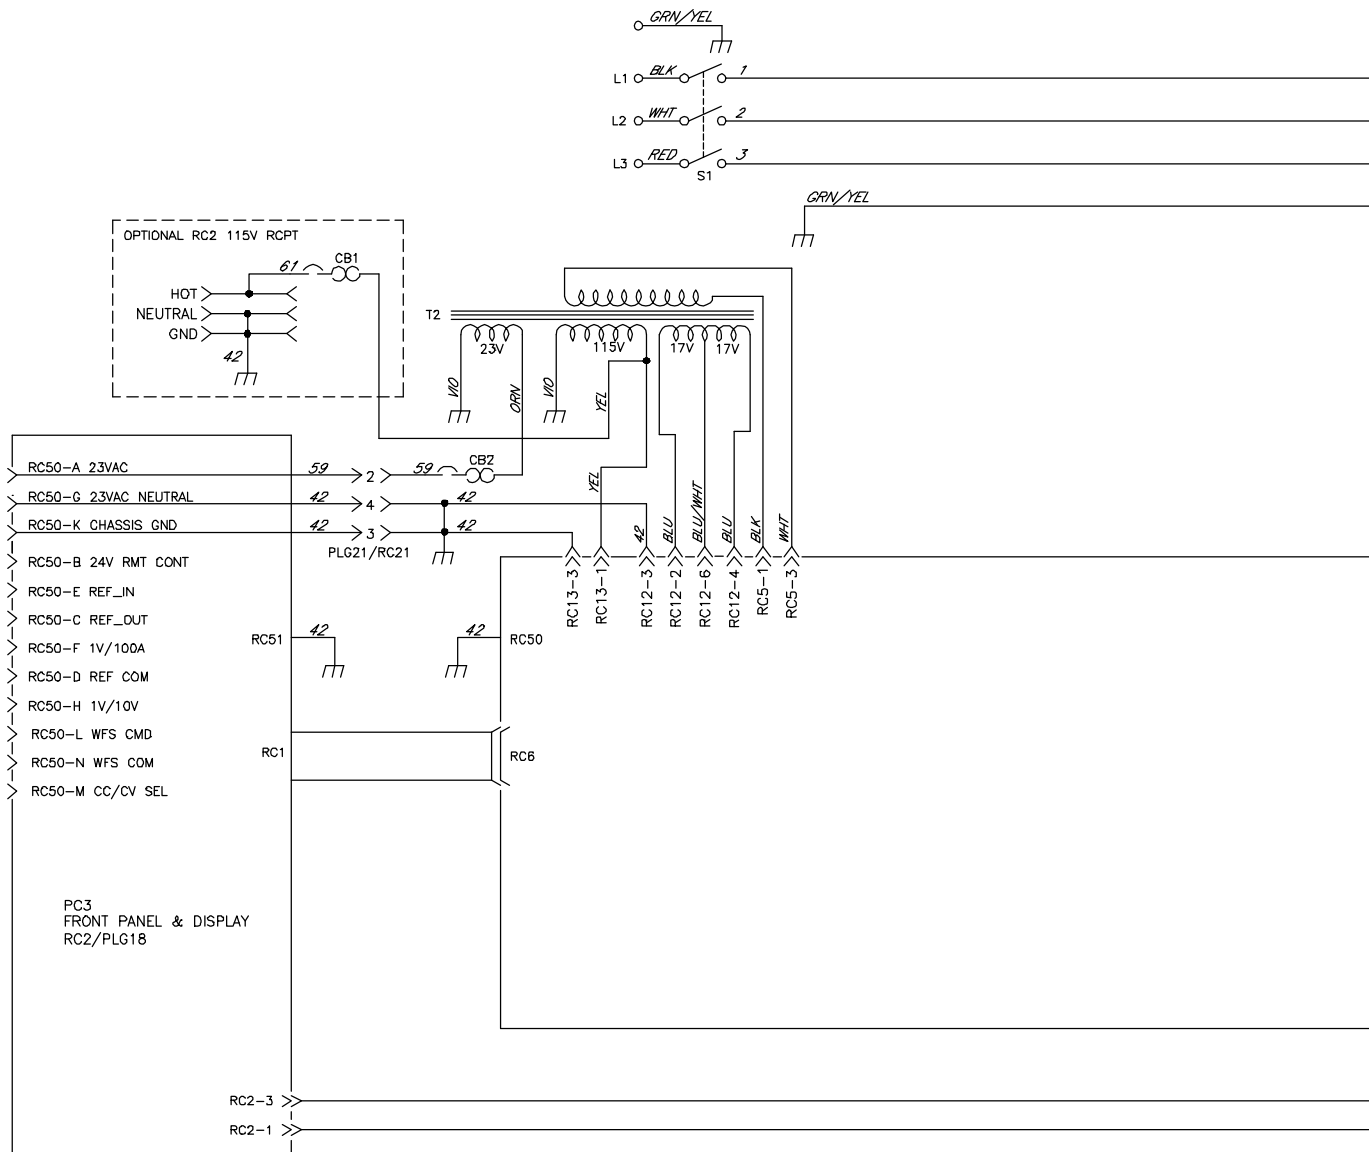 GRN/YEL
L1 BLK 1
L2 WHT 2
L3 RED 3
S1
GRN/YEL
OPTIONAL RC2 115V RCPT
61 CB1
HOT
NEUTRAL
GND
42
T2
23V 115V 17V 17V
VIO ORN VIO YEL
RC50-A 23VAC 59 2 59 CB2
RC50-G 23VAC NEUTRAL 42 4 42
RC50-K CHASSIS GND 42 3 42
PLG21/RC21
YEL 42 BLU BLU/WHT BLU BLK WHT
RC13-3 RC13-1 RC12-3 RC12-2 RC12-6 RC12-4 RC5-1 RC5-3
RC50-B 24V RMT CONT
RC50-E REF_IN
RC50-C REF_OUT
RC51 42 42 RC50
RC50-F 1V/100A
RC50-D REF COM
RC50-H 1V/10V
RC50-L WFS CMD
RC1 RC6
RC50-N WFS COM
RC50-M CC/CV SEL
PC3
FRONT PANEL & DISPLAY
RC2/PLG18
RC2-3
RC2-1